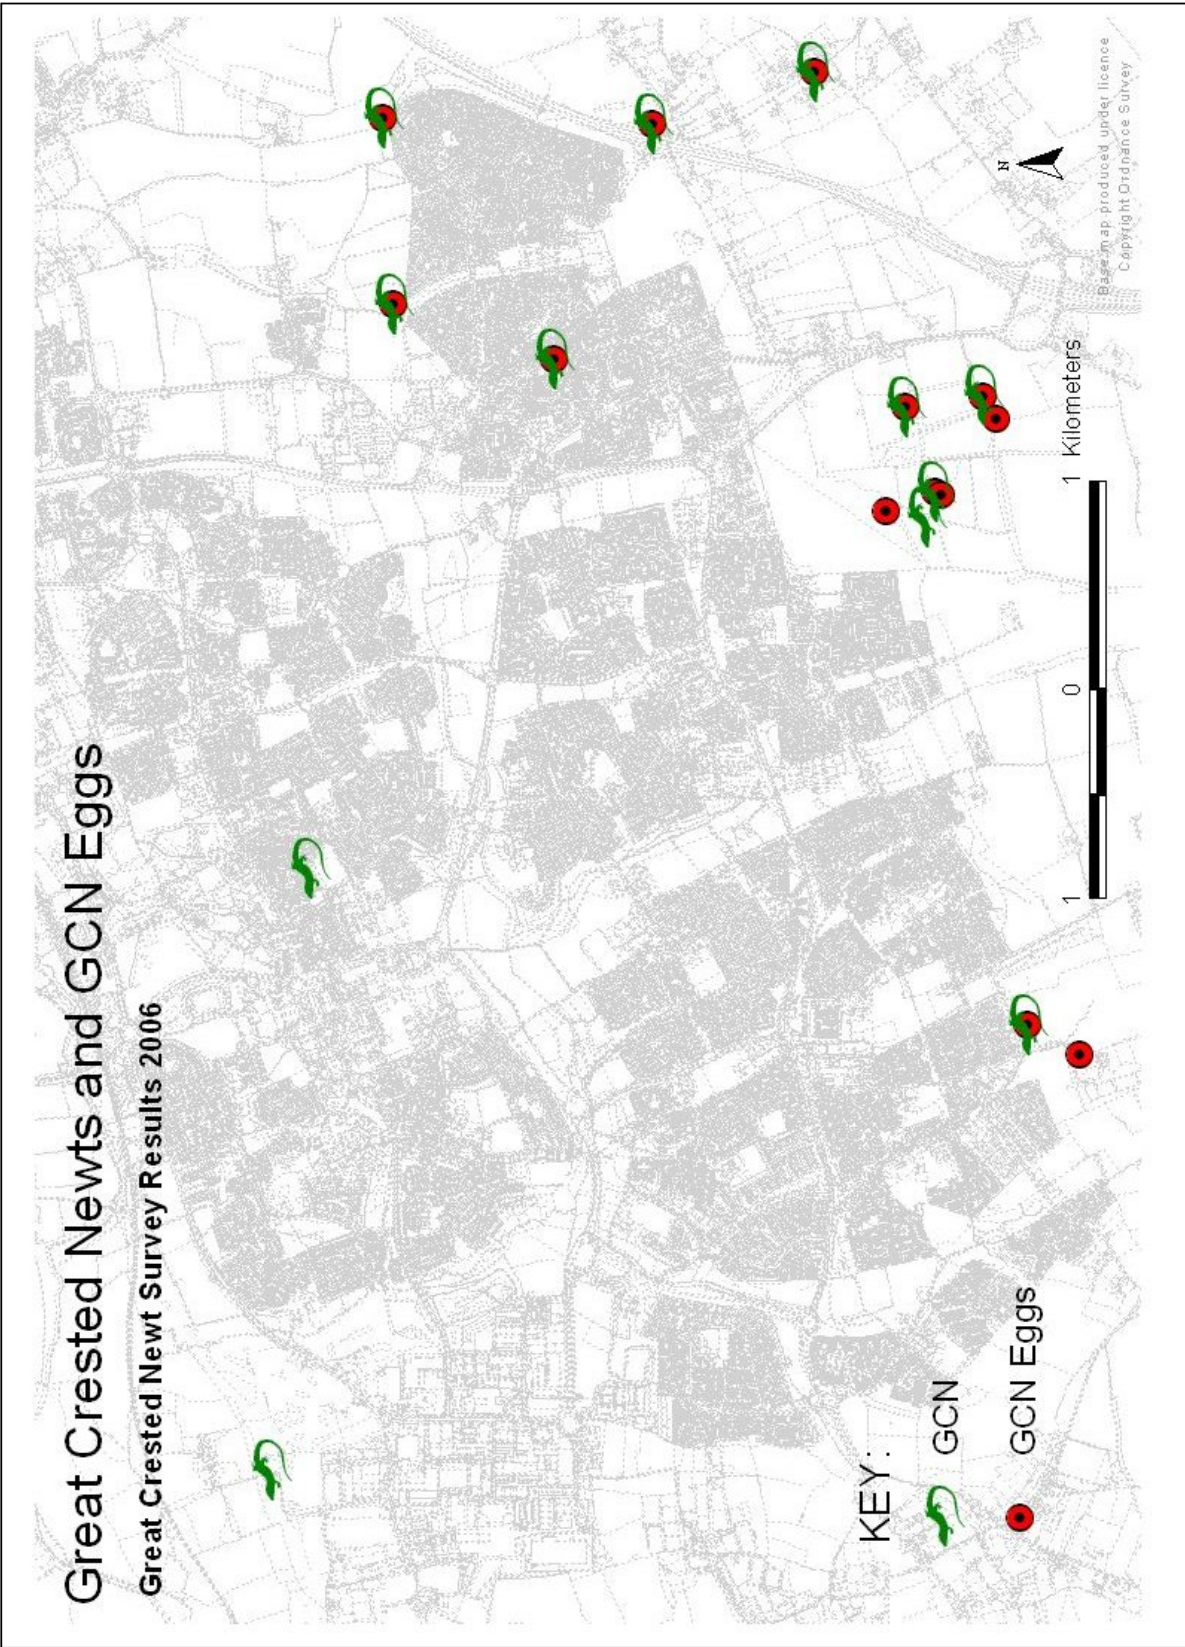 Great Crested Newts and GCN Eggs
Great Crested Newt Survey Results 2006
KEY:
GCN
GCN Eggs
1 0 1 Kilometers
N
Base map produced under licence
Copyright Ordnance Survey